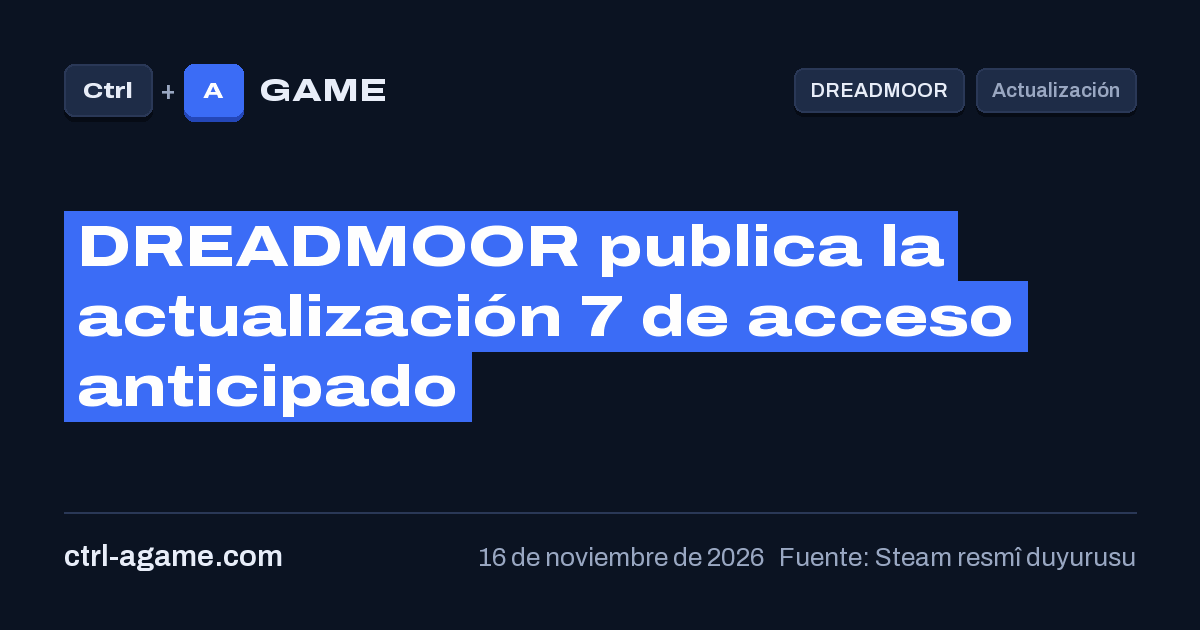 Ctrl + A GAME
DREADMOOR Actualización
DREADMOOR publica la
actualización 7 de acceso
anticipado
ctrl-agame.com
16 de noviembre de 2026 Fuente: Steam resmî duyurusu